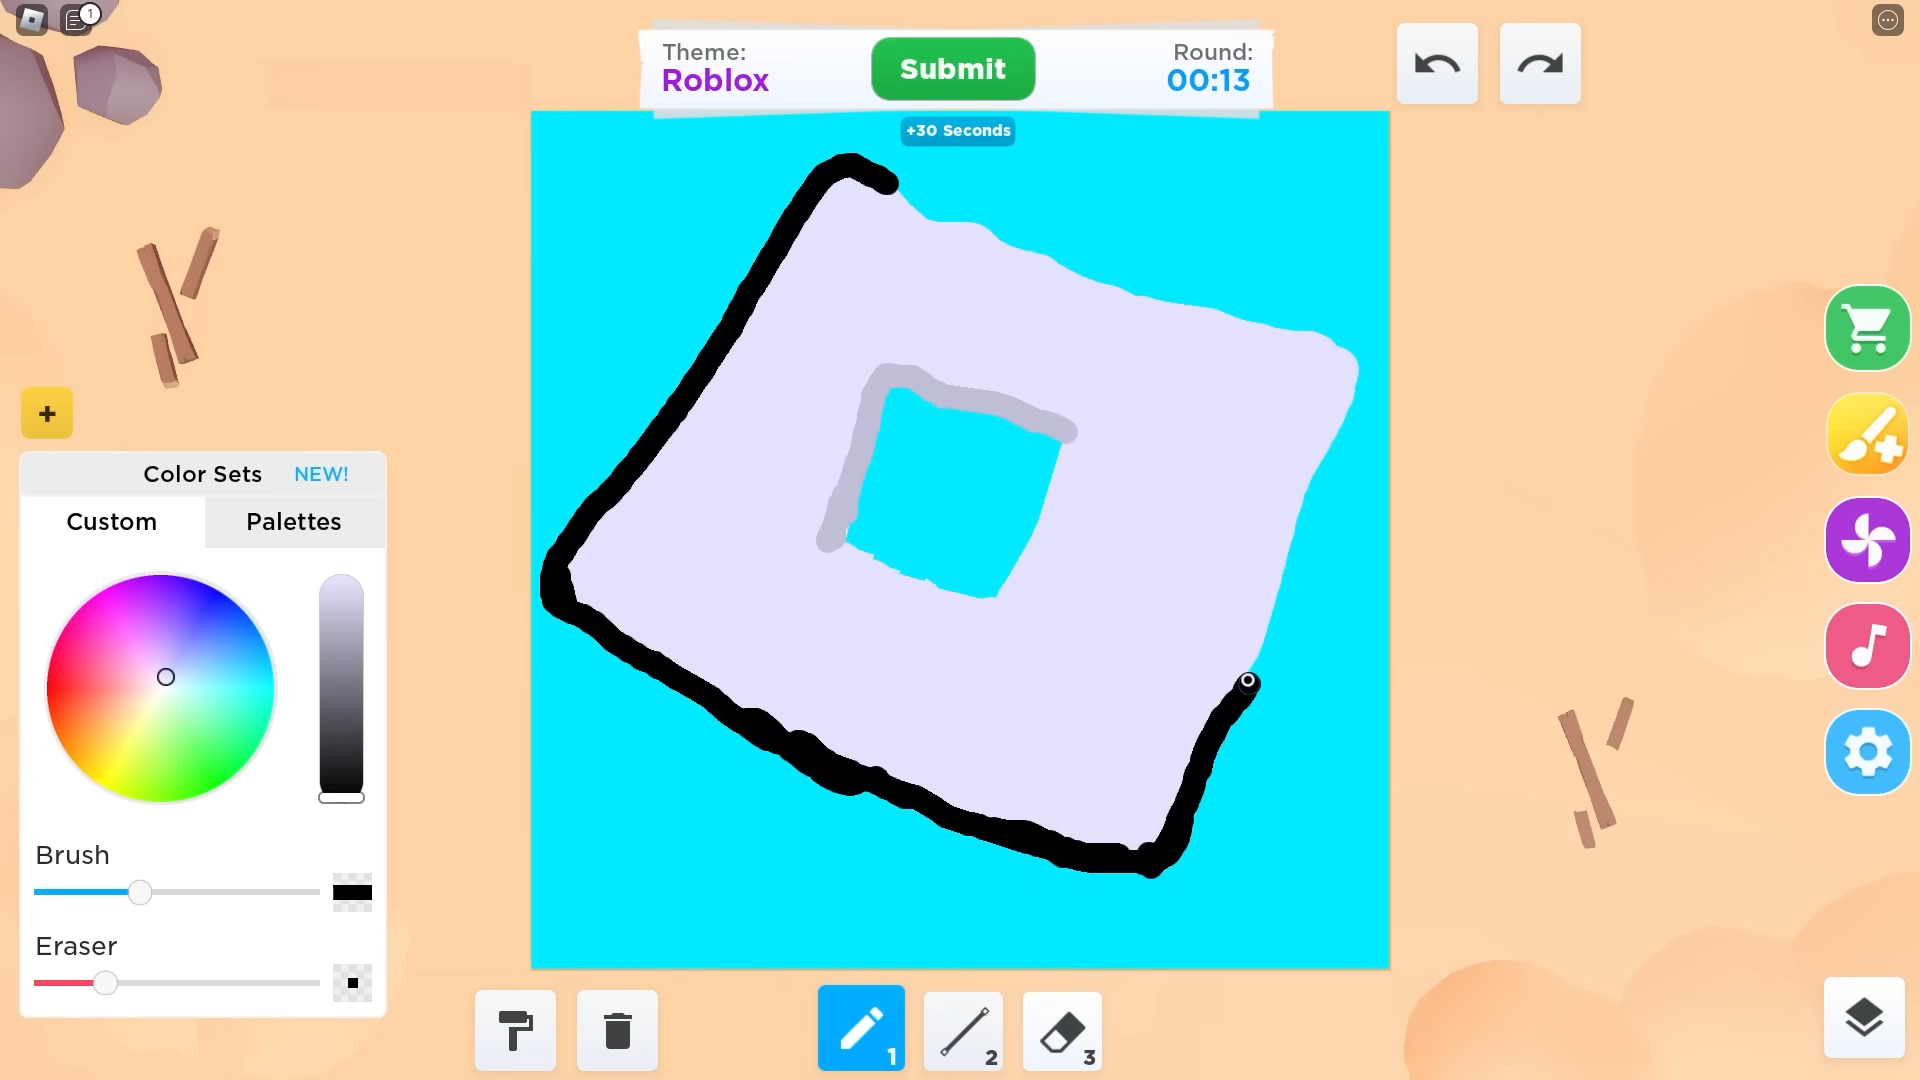 1
Theme:
Roblox
Submit
Round:
00:13
+30 Seconds
+
Color Sets NEW!
Custom
Palettes
Brush
Eraser
1
2
3